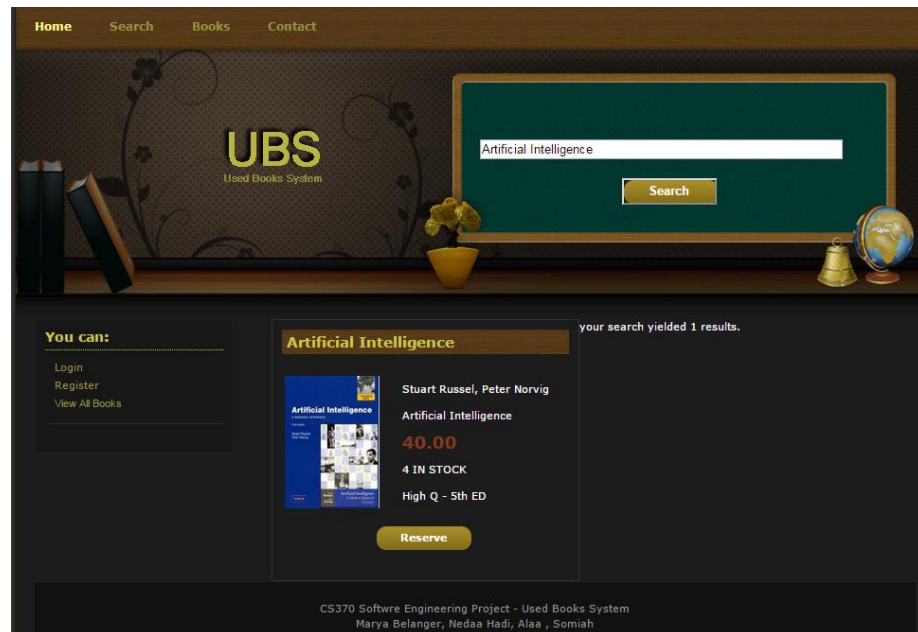 Home Search Books Contact
UBS
Used Books System
Artificial Intelligence
Search
You can:
Login
Register
View All Books
Artificial Intelligence
Artificial Intelligence
Stuart Russel, Peter Norvig
Artificial Intelligence
40.00
4 IN STOCK
High Q - 5th ED
Reserve
your search yielded 1 results.
CS370 Softwre Engineering Project - Used Books System
Marya Belanger, Nedaa Hadi, Alaa , Somiah